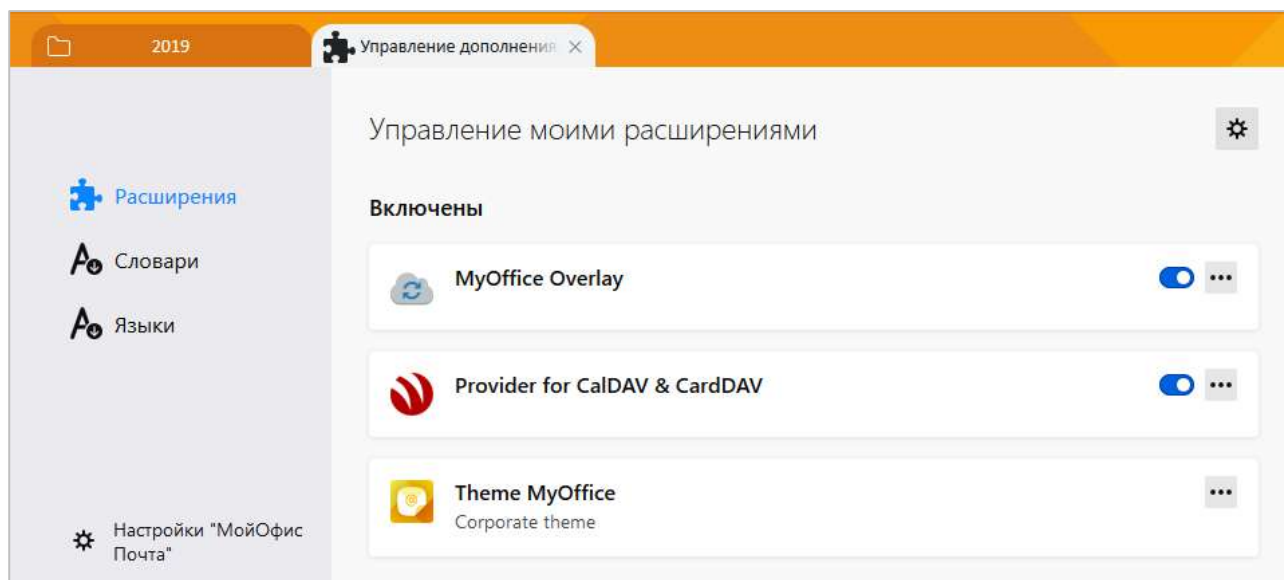 2019
Управление дополнения
Управление моими расширениями
Расширения
Словари
Языки
Включены
MyOffice Overlay
Provider for CalDAV & CardDAV
Theme MyOffice
Corporate theme
Настройки "МойОфис
Почта"